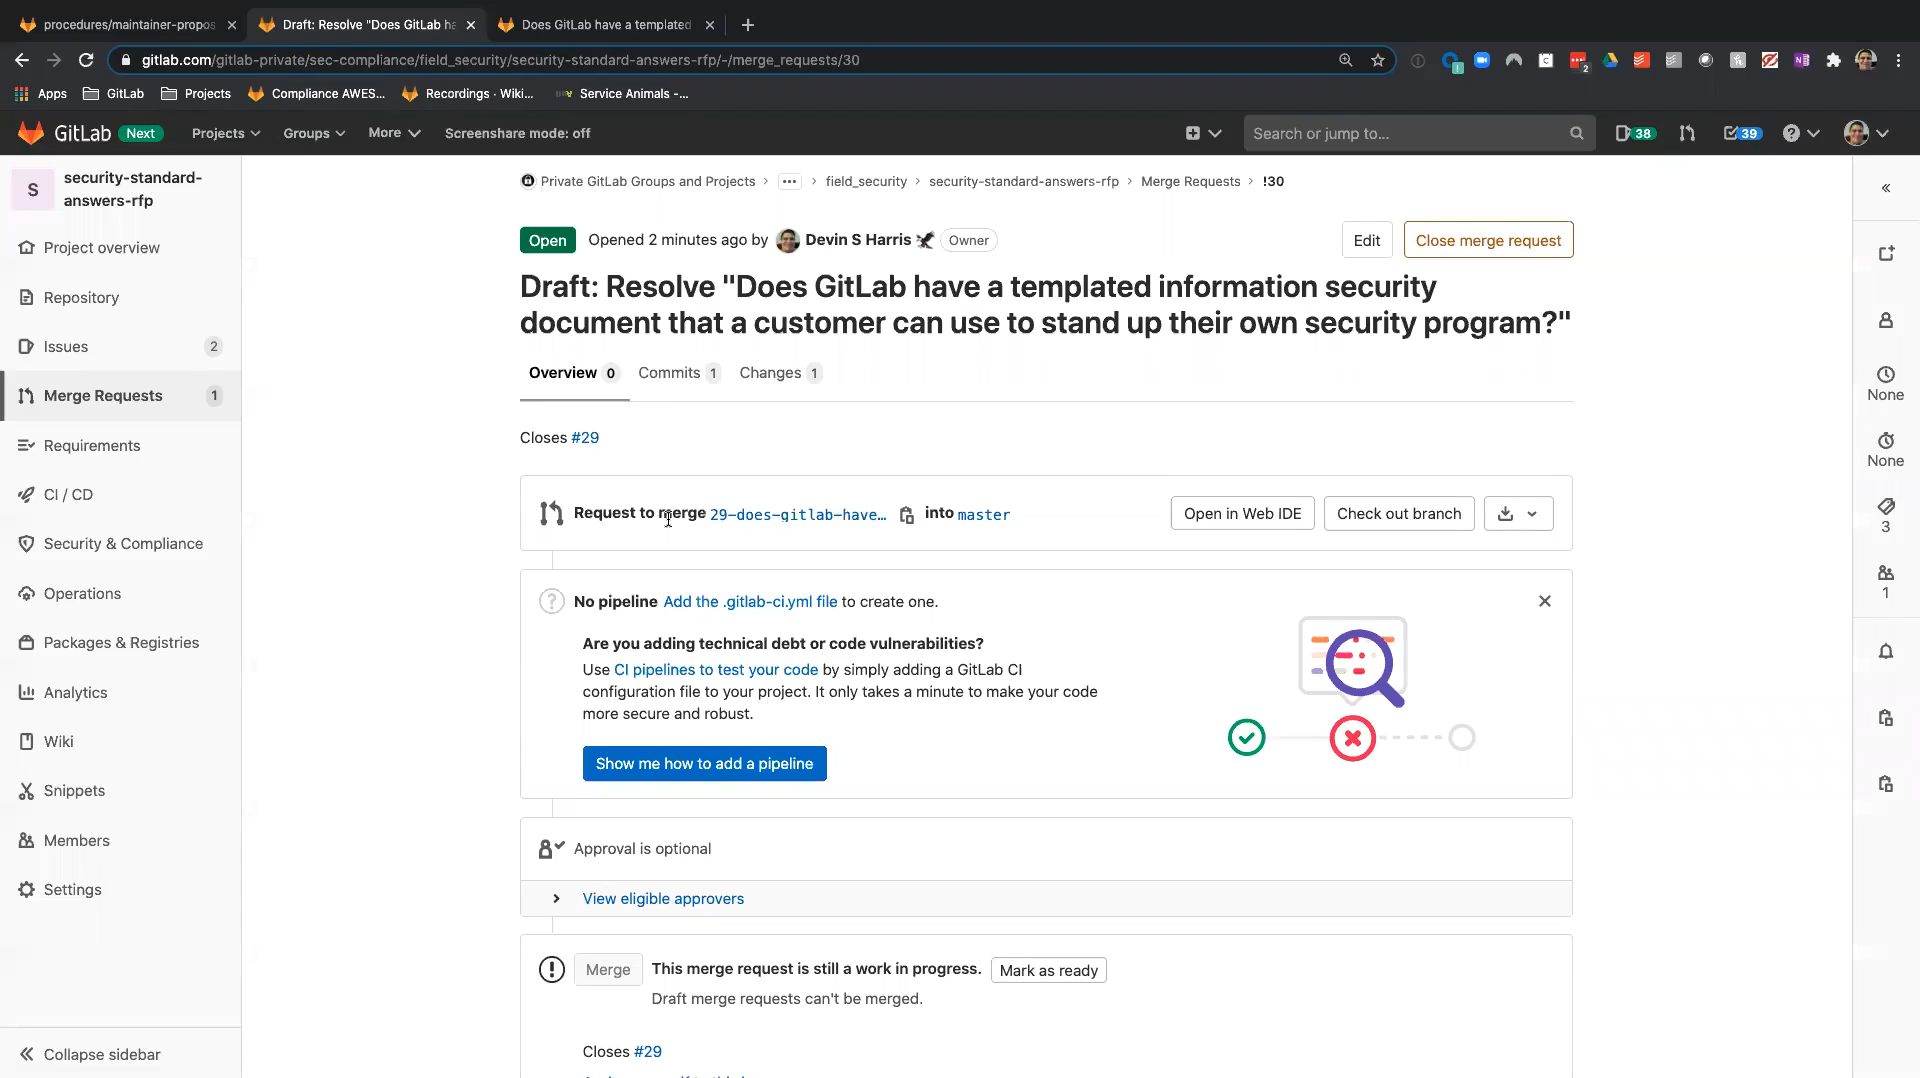 procedures/maintainer-propos
Draft: Resolve "Does GitLab ha
Does GitLab have a templated
gitlab.com/gitlab-private/sec-compliance/field_security/security-standard-answers-rfp/-/merge_requests/30
2
Apps
GitLab
Projects
Compliance AWES...
Recordings · Wiki...
Service Animals -...
GitLab Next
Projects
Groups
More
Screenshare mode: off
Search or jump to...
38
39
S
security-standard-
answers-rfp
Project overview
Repository
Issues 2
Merge Requests 1
Requirements
CI / CD
Security & Compliance
Operations
Packages & Registries
Analytics
Wiki
Snippets
Members
Settings
Collapse sidebar
Private GitLab Groups and Projects > ... > field_security > security-standard-answers-rfp > Merge Requests > !30
Open Opened 2 minutes ago by Devin S Harris Owner
Edit
Close merge request
Draft: Resolve "Does GitLab have a templated information security
document that a customer can use to stand up their own security program?"
Overview 0 Commits 1 Changes 1
Closes #29
Request to merge 29-does-gitlab-have… into master
Open in Web IDE
Check out branch
No pipeline Add the .gitlab-ci.yml file to create one.
Are you adding technical debt or code vulnerabilities?
Use CI pipelines to test your code by simply adding a GitLab CI
configuration file to your project. It only takes a minute to make your code
more secure and robust.
Show me how to add a pipeline
Approval is optional
View eligible approvers
Merge This merge request is still a work in progress. Mark as ready
Draft merge requests can't be merged.
Closes #29
None
None
3
1